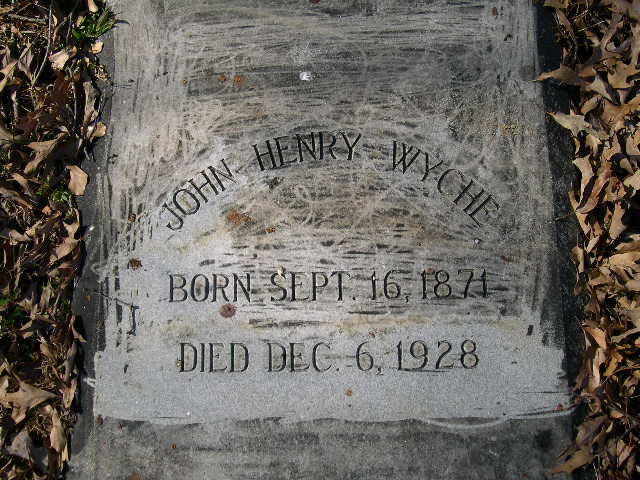 JOHN HENRY WYCHE
BORN SEPT. 16, 1871
DIED DEC. 6, 1928